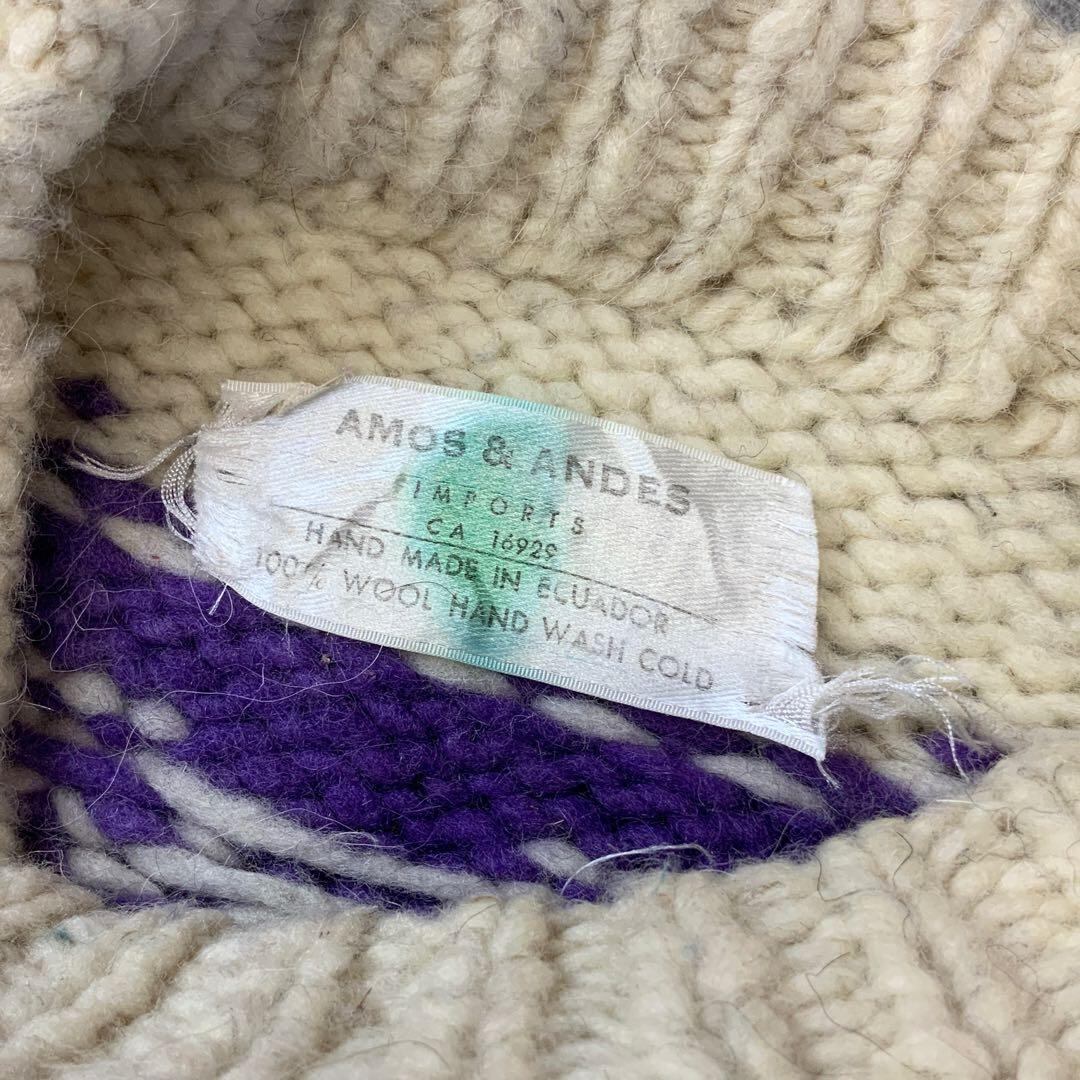 AMOS & ANDES
IMPORTS
CA 16929
HAND MADE IN ECUADOR
100% WOOL HAND WASH COLD